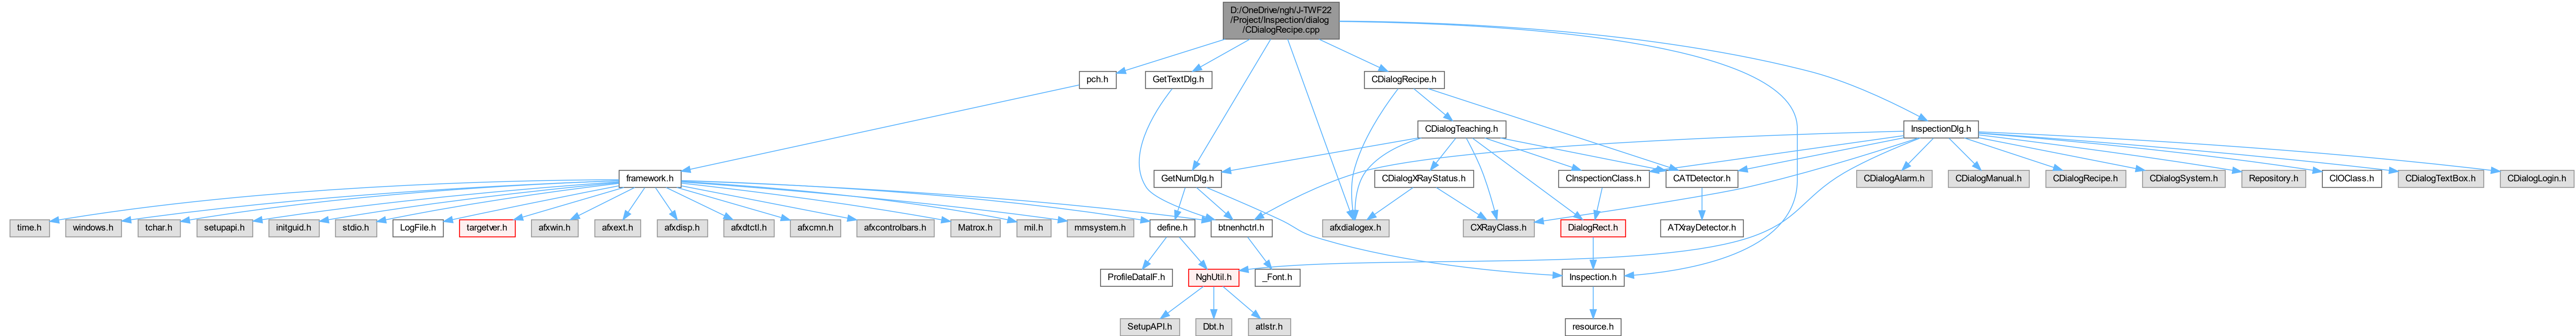 D:/OneDrive/ngh/J-TWF22
/Project/Inspection/dialog
/CDialogRecipe.cpp
pch.h
GetTextDlg.h
CDialogRecipe.h
CDialogTeaching.h
InspectionDlg.h
framework.h
GetNumDlg.h
CDialogXRayStatus.h
CInspectionClass.h
CATDetector.h
CDialogAlarm.h
CDialogManual.h
CDialogRecipe.h
CDialogSystem.h
Repository.h
CIOClass.h
CDialogTextBox.h
CDialogLogin.h
time.h
windows.h
tchar.h
setupapi.h
initguid.h
stdio.h
LogFile.h
targetver.h
afxwin.h
afxext.h
afxdisp.h
afxdtctl.h
afxcmn.h
afxcontrolbars.h
Matrox.h
mil.h
mmsystem.h
define.h
btnenhctrl.h
afxdialogex.h
CXRayClass.h
DialogRect.h
ATXrayDetector.h
ProfileDataIF.h
NghUtil.h
_Font.h
Inspection.h
SetupAPI.h
Dbt.h
atlstr.h
resource.h